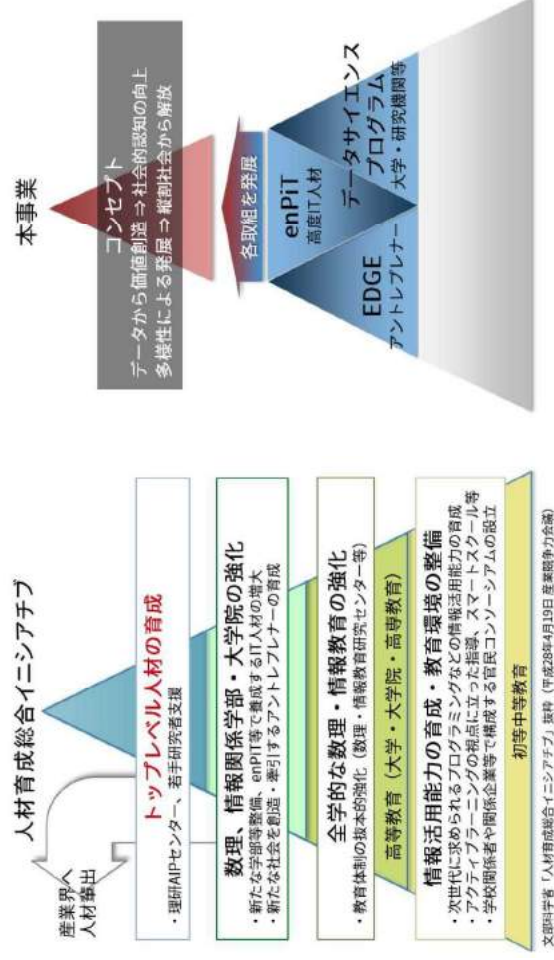 人材育成総合イニシアチブ
産業界へ
人材輩出
トップレベル人材の育成
・理研AIPセンター、若手研究者支援
数理、情報関係学部・大学院の強化
・新たな学部等整備、enPiT等で養成するIT人材の増大
・新たな社会を創造・牽引するアントレプレナーの育成
全学的な数理・情報教育の強化
・教育体制の抜本的強化（数理・情報教育研究センター等）
高等教育（大学・大学院・高専教育）
情報活用能力の育成・教育環境の整備
・次世代に求められるプログラミングなどの情報活用能力の育成
・アクティブラーニングの視点に立った指導、スマートスクール等
・学校関係者や関係企業等で構成する官民コンソーシアムの設立
初等中等教育
文部科学省「人材育成総合イニシアチブ」抜粋（平成28年4月19日 産業競争力会議）
本事業
コンセプト
データから価値創造 ⇒ 社会的認知の向上
多様性による発展 ⇒ 縦割社会から解放
各取組を発展
enPiT
高度IT人材
EDGE
アントレプレナー
データサイエンス
プログラム
大学・研究機関等